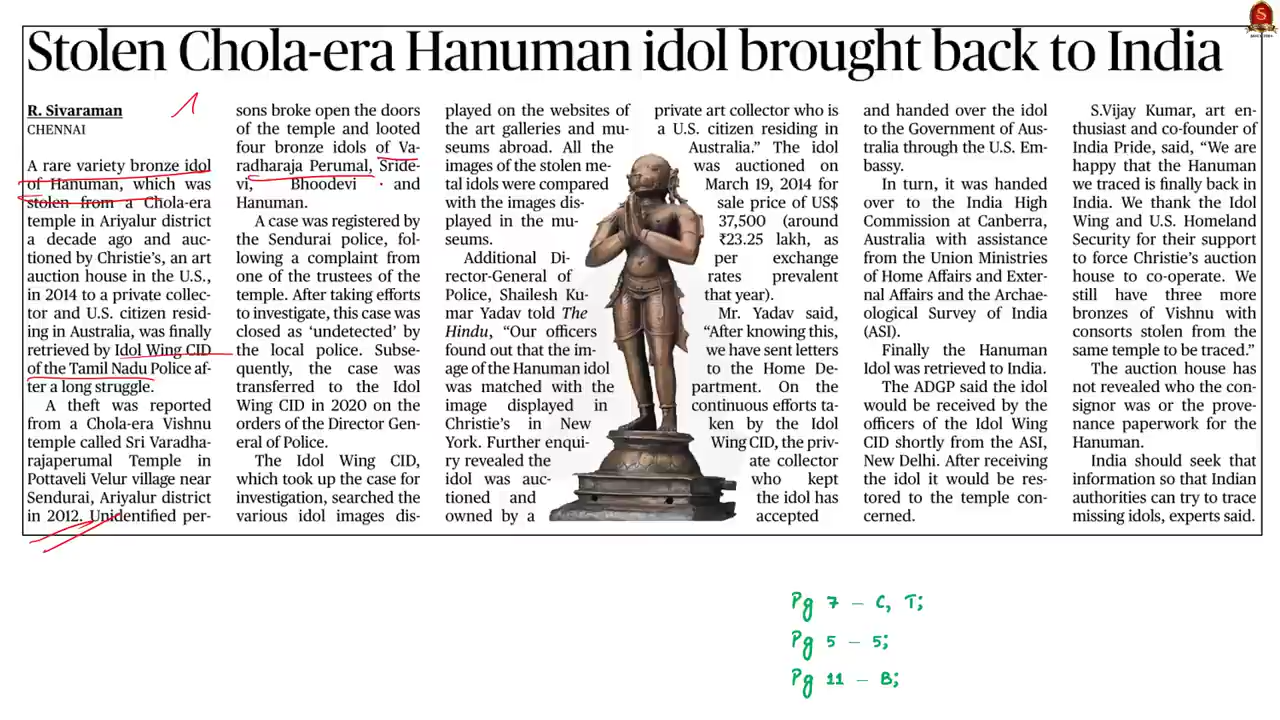 Stolen Chola-era Hanuman idol brought back to India
R. Sivaraman
CHENNAI
A rare variety bronze idol
of Hanuman, which was
stolen from a Chola-era
temple in Ariyalur district
a decade ago and auc-
tioned by Christie's, an art
auction house in the U.S.,
in 2014 to a private collec-
tor and U.S. citizen resid-
ing in Australia, was finally
retrieved by Idol Wing CID
of the Tamil Nadu Police af-
ter a long struggle.
A theft was reported
from a Chola-era Vishnu
temple called Sri Varadha-
rajaperumal Temple in
Pottaveli Velur village near
Sendurai, Ariyalur district
in 2012. Unidentified per-
sons broke open the doors
of the temple and looted
four bronze idols of Va-
radharaja Perumal, Sride-
vi, Bhoodevi and
Hanuman.
A case was registered by
the Sendurai police, fol-
lowing a complaint from
one of the trustees of the
temple. After taking efforts
to investigate, this case was
closed as 'undetected' by
the local police. Subse-
quently, the case was
transferred to the Idol
Wing CID in 2020 on the
orders of the Director Gen-
eral of Police.
The Idol Wing CID,
which took up the case for
investigation, searched the
various idol images dis-
played on the websites of
the art galleries and mu-
seums abroad. All the
images of the stolen me-
tal idols were compared
with the images dis-
played in the mu-
seums.
Additional Di-
rector-General of
Police, Shailesh Ku-
mar Yadav told The
Hindu, "Our officers
found out that the im-
age of the Hanuman idol
was matched with the
image displayed in
Christie's in New
York. Further enqui-
ry revealed the
idol was auc-
tioned and
owned by a
private art collector who is
a U.S. citizen residing in
Australia." The idol
was auctioned on
March 19, 2014 for
sale price of US$
37,500 (around
₹23.25 lakh, as
per exchange
rates prevalent
that year).
Mr. Yadav said,
"After knowing this,
we have sent letters
to the Home De-
partment. On the
continuous efforts ta-
ken by the Idol
Wing CID, the priv-
ate collector
who kept
the idol has
accepted
and handed over the idol
to the Government of Aus-
tralia through the U.S. Em-
bassy.
In turn, it was handed
over to the India High
Commission at Canberra,
Australia with assistance
from the Union Ministries
of Home Affairs and Exter-
nal Affairs and the Archae-
ological Survey of India
(ASI).
Finally the Hanuman
Idol was retrieved to India.
The ADGP said the idol
would be received by the
officers of the Idol Wing
CID shortly from the ASI,
New Delhi. After receiving
the idol it would be res-
tored to the temple con-
cerned.
S.Vijay Kumar, art en-
thusiast and co-founder of
India Pride, said, "We are
happy that the Hanuman
we traced is finally back in
India. We thank the Idol
Wing and U.S. Homeland
Security for their support
to force Christie's auction
house to co-operate. We
still have three more
bronzes of Vishnu with
consorts stolen from the
same temple to be traced."
The auction house has
not revealed who the con-
signor was or the prove-
nance paperwork for the
Hanuman.
India should seek that
information so that Indian
authorities can try to trace
missing idols, experts said.
Pg 7 – C, T;
Pg 5 – 5;
Pg 11 – B;